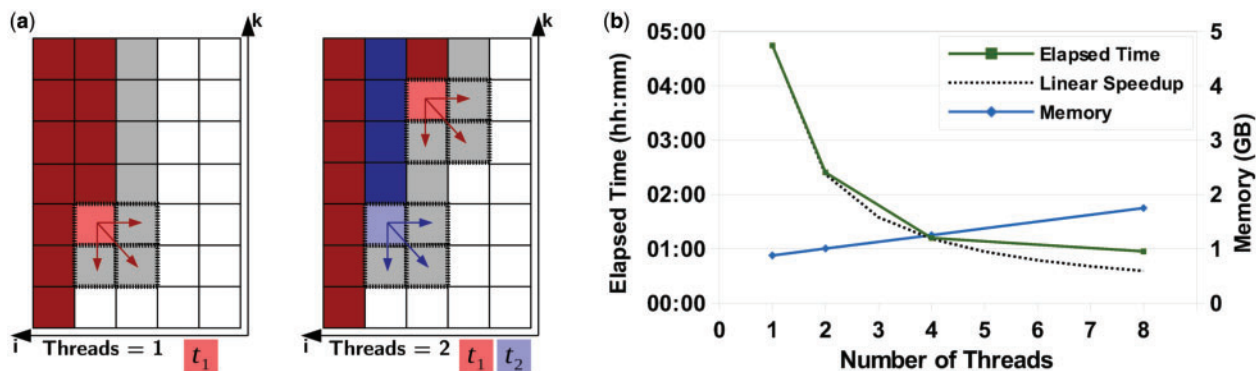 (a)
k
k
i
Threads = 1
t1
i
Threads = 2
t1
t2
(b)
Elapsed Time (hh:mm)
05:00
04:00
03:00
02:00
01:00
00:00
Elapsed Time
Linear Speedup
Memory
5
4
3
2
1
0
Memory (GB)
0 1 2 3 4 5 6 7 8
Number of Threads